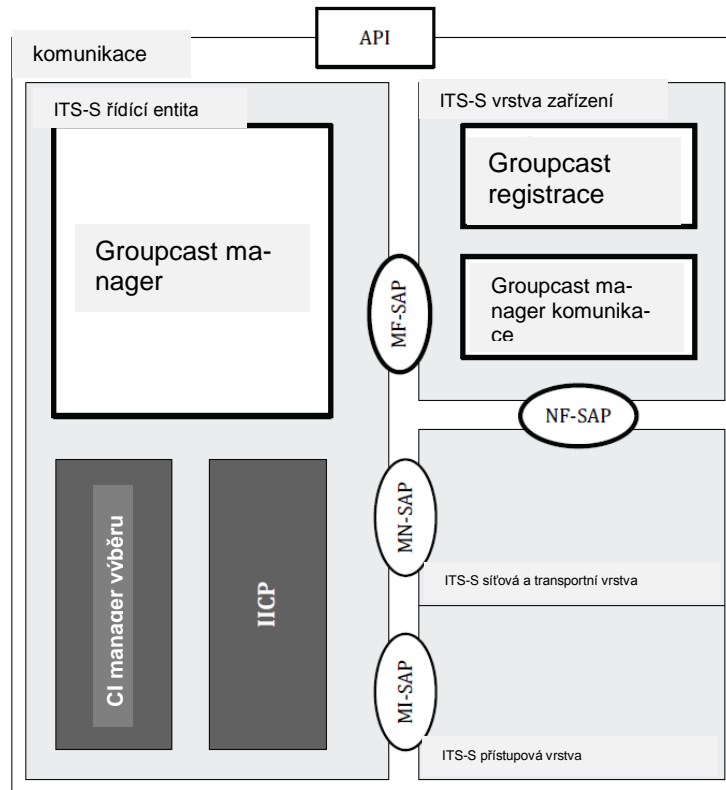 API
komunikace
ITS-S řídící entita
Groupcast ma-
nager
CI manader výběru
IICP
MF-SAP
MN-SAP
MI-SAP
ITS-S vrstva zařízení
Groupcast
registrace
Groupcast ma-
nager komunika-
ce
NF-SAP
ITS-S síťová a transportní vrstva
ITS-S přístupová vrstva